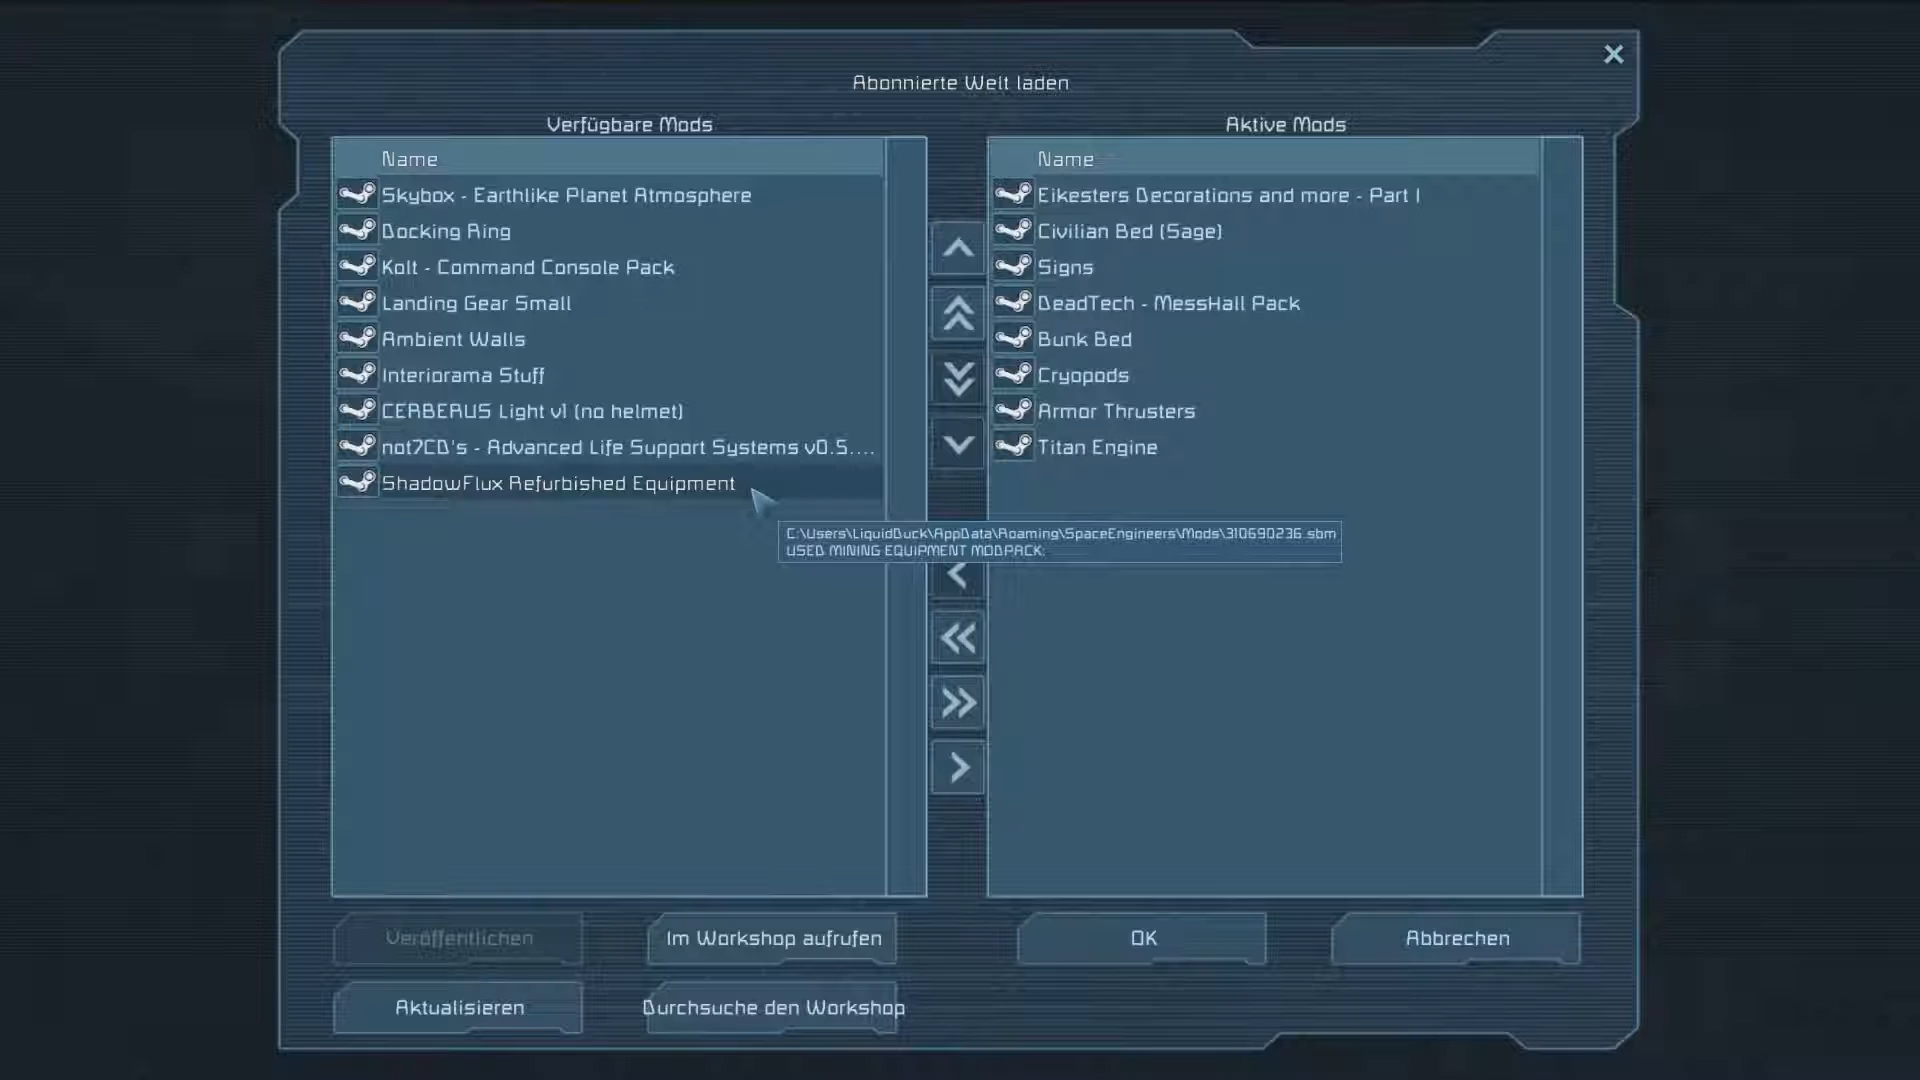 Abonnierte Welt laden
Verfügbare Mods
Name
Skybox - Earthlike Planet Atmosphere
Docking Ring
Kolt - Command Console Pack
Landing Gear Small
Ambient Walls
Interiorama Stuff
CERBERUS Light v1 (no helmet)
not7CD's - Advanced Life Support Systems v0.5....
ShadowFlux Refurbished Equipment
C:\Users\LiquidDuck\AppData\Roaming\SpaceEngineers\Mods\310690236.sbm
USED MINING EQUIPMENT MODPACK:
Aktive Mods
Name
Eikesters Decorations and more - Part 1
Civilian Bed (Sage)
Signs
DeadTech - MessHall Pack
Bunk Bed
Cryopods
Armor Thrusters
Titan Engine
Veröffentlichen
Im Workshop aufrufen
OK
Abbrechen
Aktualisieren
Durchsuche den Workshop